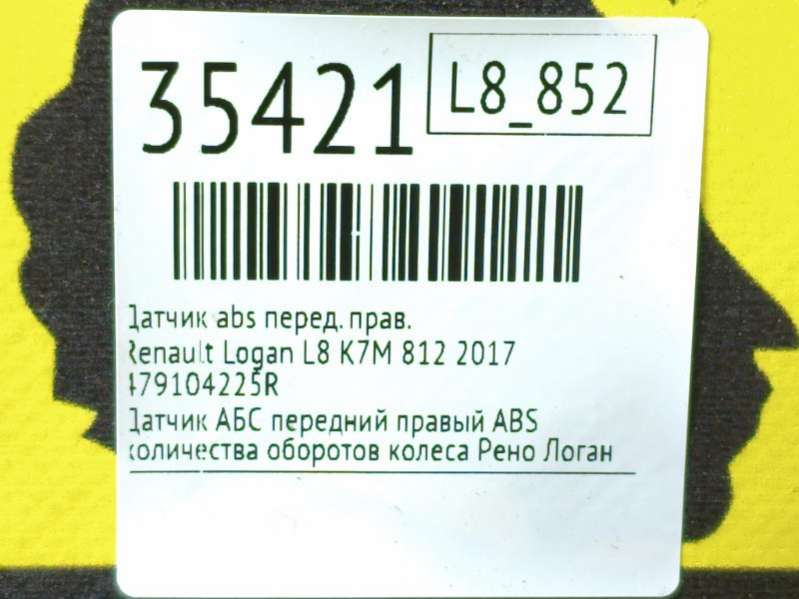 35421
L8_852
Датчик abs перед. прав.
Renault Logan L8 K7M 812 2017
479104225R
Датчик АБС передний правый ABS
количества оборотов колеса Рено Логан